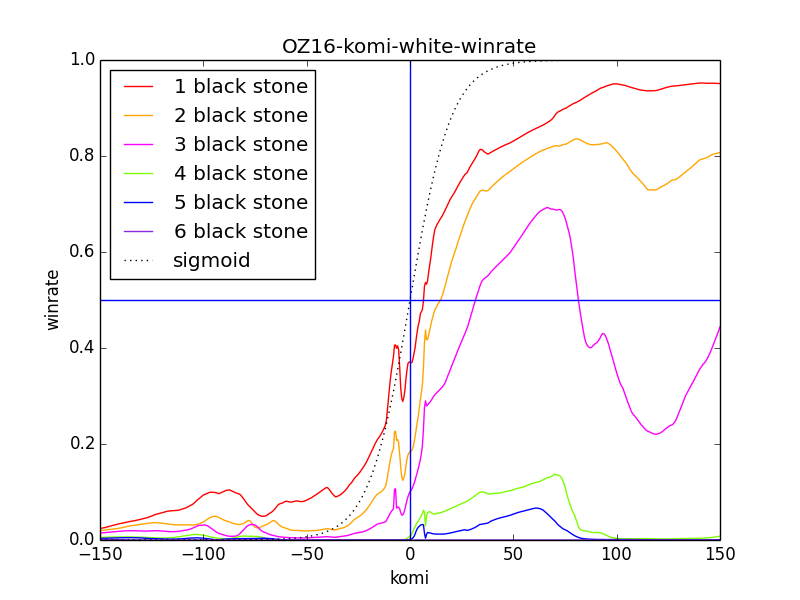 OZ16-komi-white-winrate
1.0
0.8
0.6
0.4
0.2
0.0
winrate
1 black stone
2 black stone
3 black stone
4 black stone
5 black stone
6 black stone
sigmoid
−150 −100 −50 0 50 100 150
komi